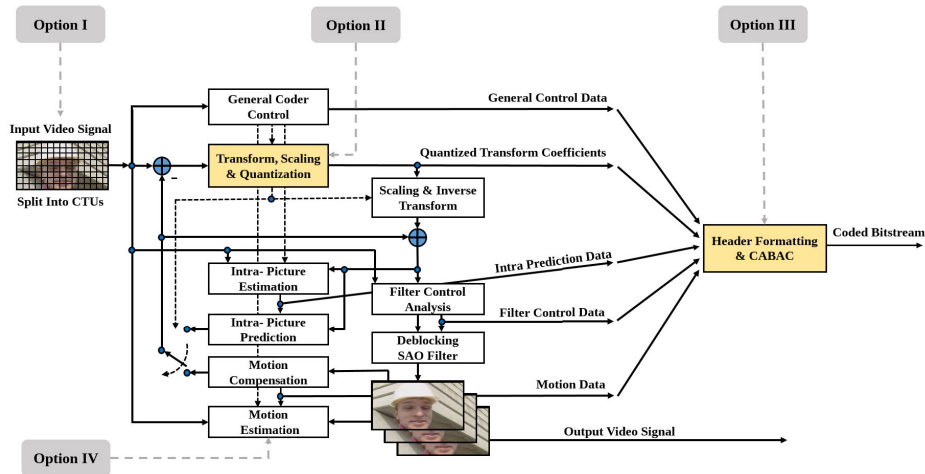 Option I
Option II
Option III
General Coder
Control
General Control Data
Input Video Signal
Split Into CTUs
Transform, Scaling
& Quantization
Quantized Transform Coefficients
Scaling & Inverse
Transform
Header Formatting
& CABAC
Coded Bitstream
Intra- Picture
Estimation
Intra Prediction Data
Filter Control
Analysis
Filter Control Data
Intra- Picture
Prediction
Deblocking
SAO Filter
Motion
Compensation
Motion Data
Motion
Estimation
Output Video Signal
Option IV